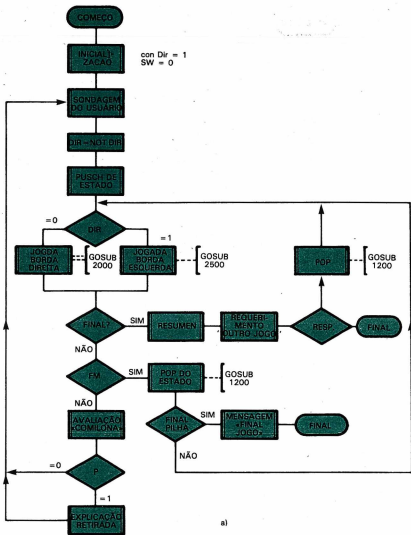 COMEÇO
INICIALI-
ZAÇÃO
con Dir = 1
SW = 0
SONDAGEM
DO USUÁRIO
DIR=NOT DIR
PUSCH DE
ESTADO
=0
DIR
=1
JOGADA
BORDA
DIREITA
GOSUB
2000
JOGADA
BORDA
ESQUERDA
GOSUB
2500
POP
GOSUB
1200
FINAL?
SIM
RESUMEN
REQUERI-
MENTO
OUTRO JOGO
RESP.
FINAL
NÃO
FM
SIM
POP DO
ESTADO
GOSUB
1200
NÃO
AVALIAÇÃO
«COMILONA»
FINAL
PILHA
SIM
MENSAGEM
«FINAL
JOGO»
FINAL
NÃO
=0
P
=1
EXPLICAÇÃO
RETIRADA
a)